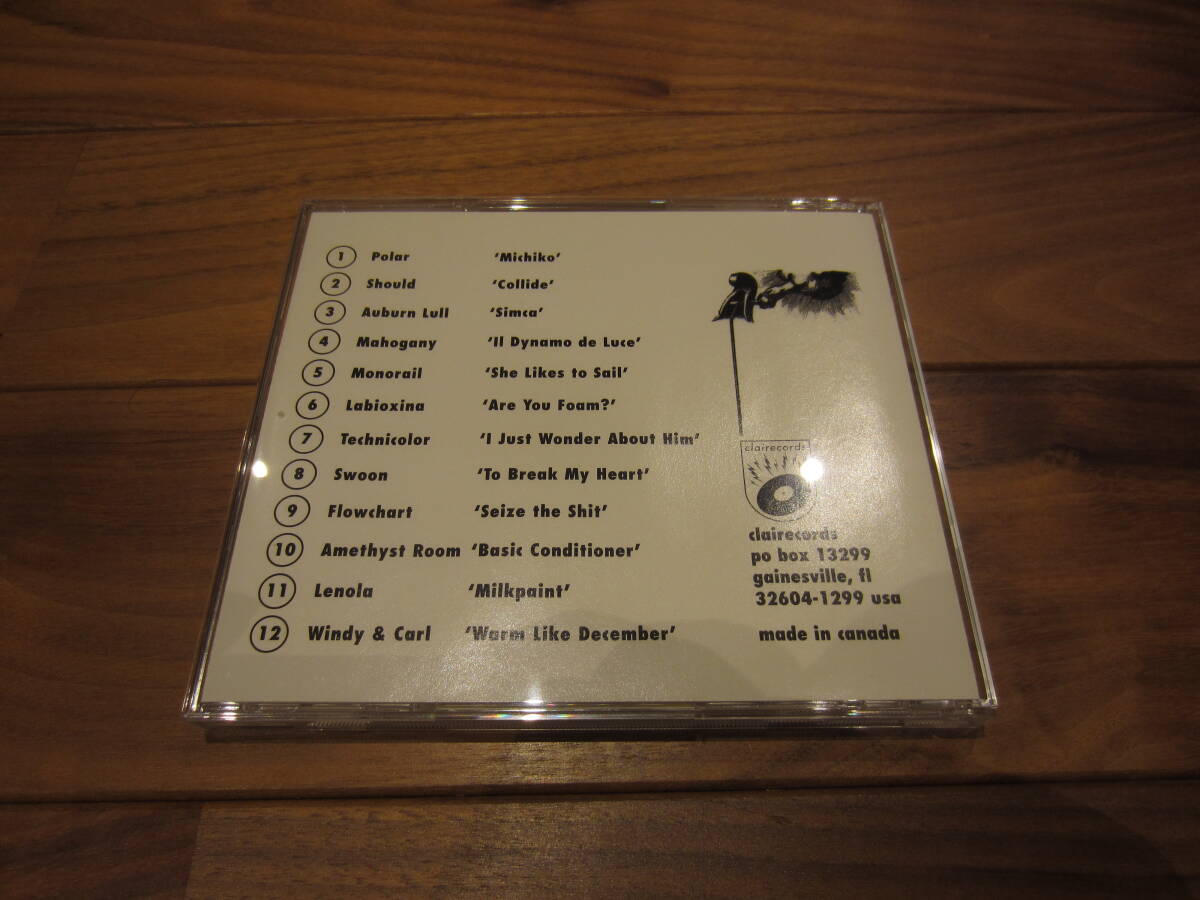 1 Polar 'Michiko'
2 Should 'Collide'
3 Auburn Lull 'Simca'
4 Mahogany 'Il Dynamo de Luce'
5 Monorail 'She Likes to Sail'
6 Labioxina 'Are You Foam?'
7 Technicolor 'I Just Wonder About Him'
8 Swoon 'To Break My Heart'
9 Flowchart 'Seize the Shit'
10 Amethyst Room 'Basic Conditioner'
11 Lenola 'Milkpaint'
12 Windy & Carl 'Warm Like December'
clairecords
clairecords
po box 13299
gainesville, fl
32604-1299 usa
made in canada